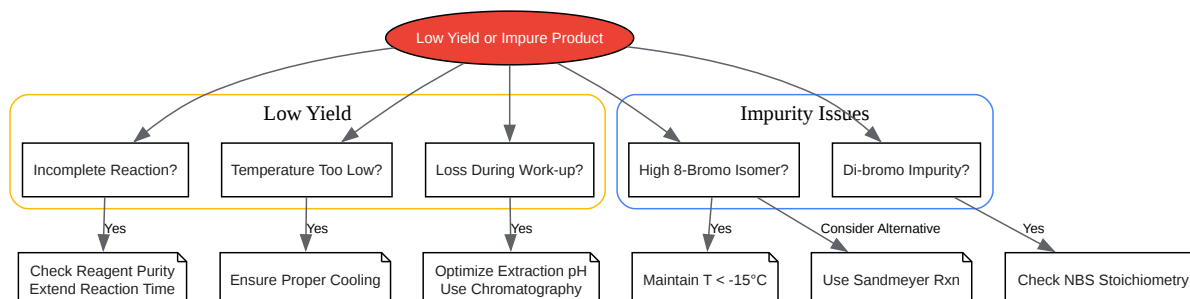 Low Yield or Impure Product
Low Yield
Impurity Issues
Incomplete Reaction?
Temperature Too Low?
Loss During Work-up?
High 8-Bromo Isomer?
Di-bromo Impurity?
Yes
Yes
Yes
Yes
Consider Alternative
Yes
Check Reagent Purity
Extend Reaction Time
Ensure Proper Cooling
Optimize Extraction pH
Use Chromatography
Maintain T < -15°C
Use Sandmeyer Rxn
Check NBS Stoichiometry